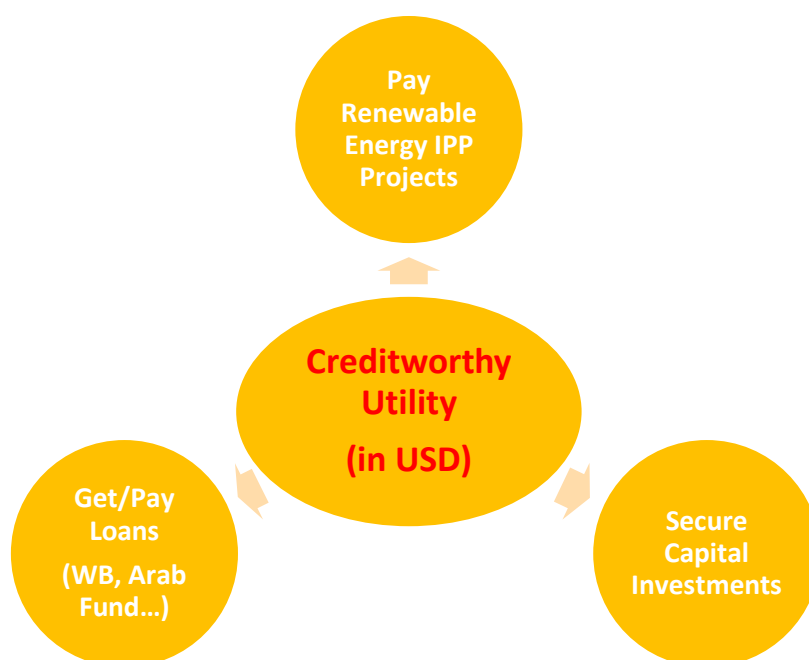 Pay
Renewable
Energy IPP
Projects
Creditworthy
Utility
(in USD)
Get/Pay
Loans
(WB, Arab
Fund…)
Secure
Capital
Investments